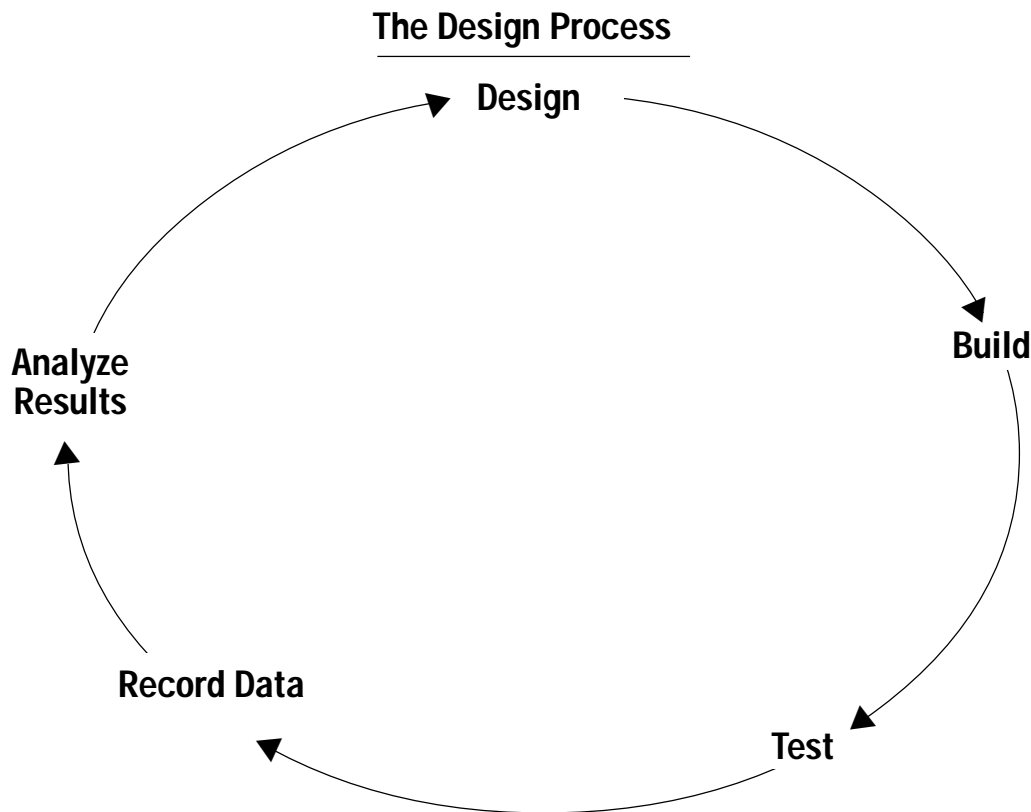 The Design Process
Design
Build
Test
Record Data
Analyze
Results